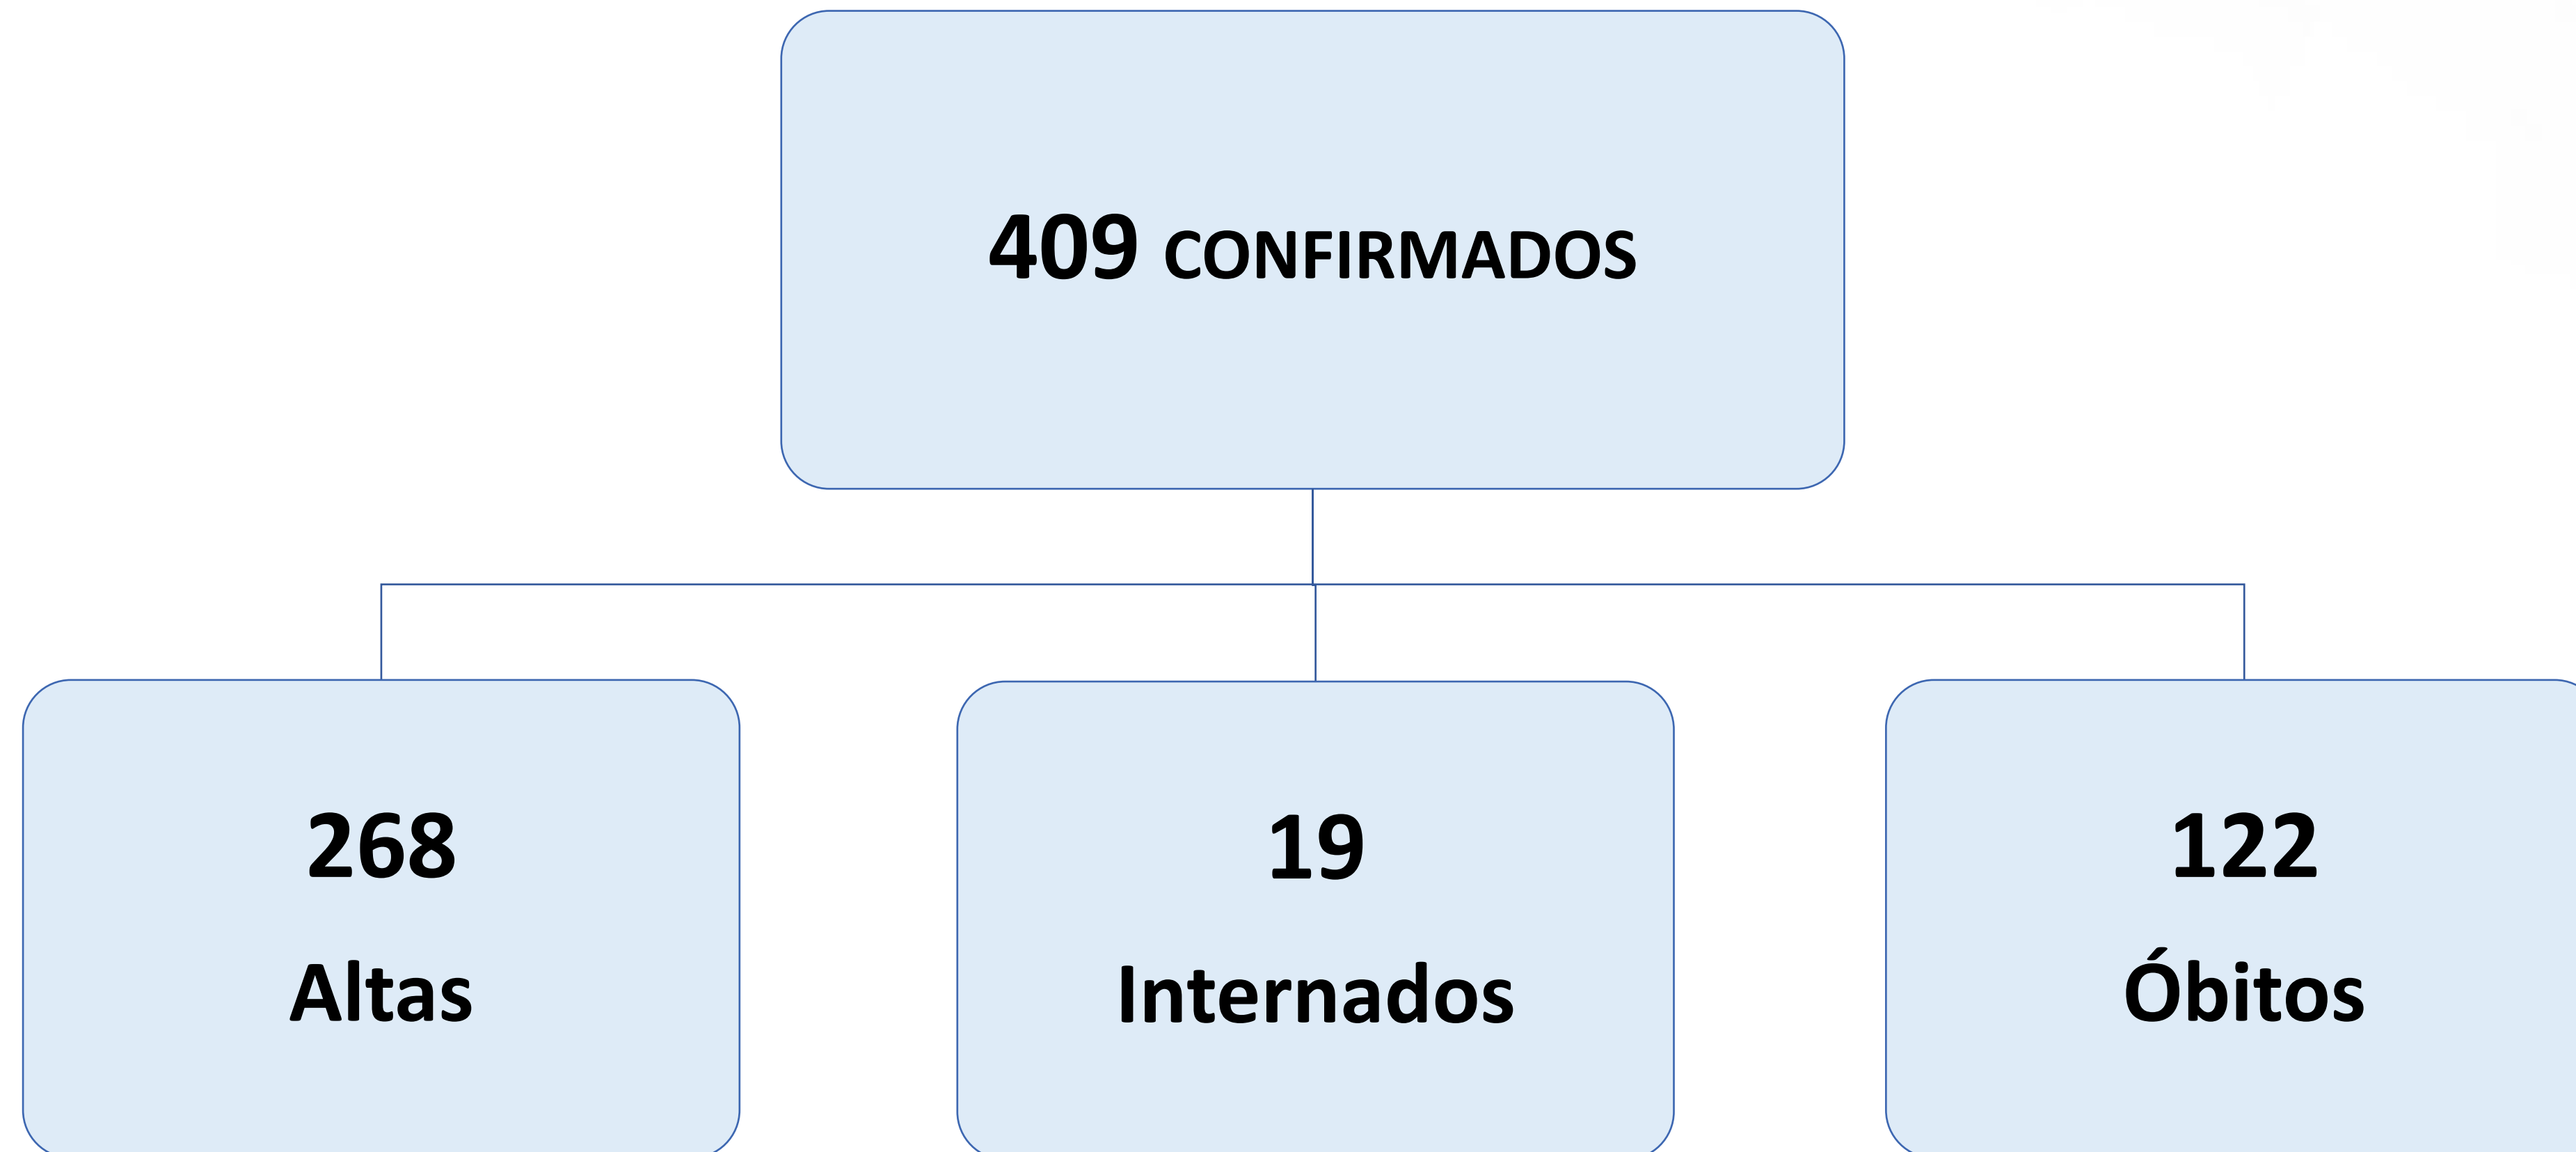 409 CONFIRMADOS
268
Altas
19
Internados
122
Óbitos